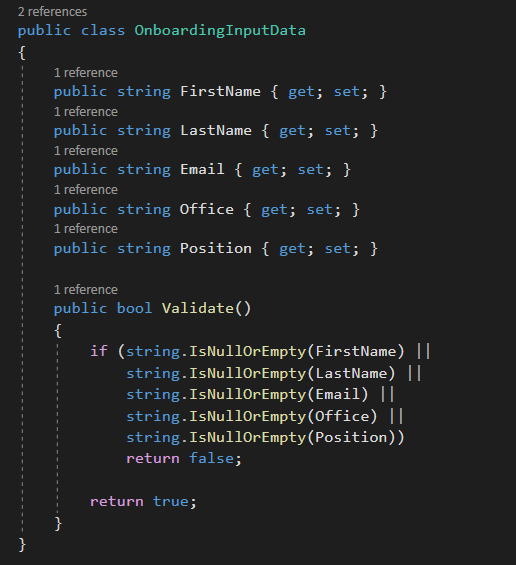 2 references
public class OnboardingInputData
{
1 reference
public string FirstName { get; set; }
1 reference
public string LastName { get; set; }
1 reference
public string Email { get; set; }
1 reference
public string Office { get; set; }
1 reference
public string Position { get; set; }
1 reference
public bool Validate()
{
if (string.IsNullOrEmpty(FirstName) ||
string.IsNullOrEmpty(LastName) ||
string.IsNullOrEmpty(Email) ||
string.IsNullOrEmpty(Office) ||
string.IsNullOrEmpty(Position))
return false;
return true;
}
}